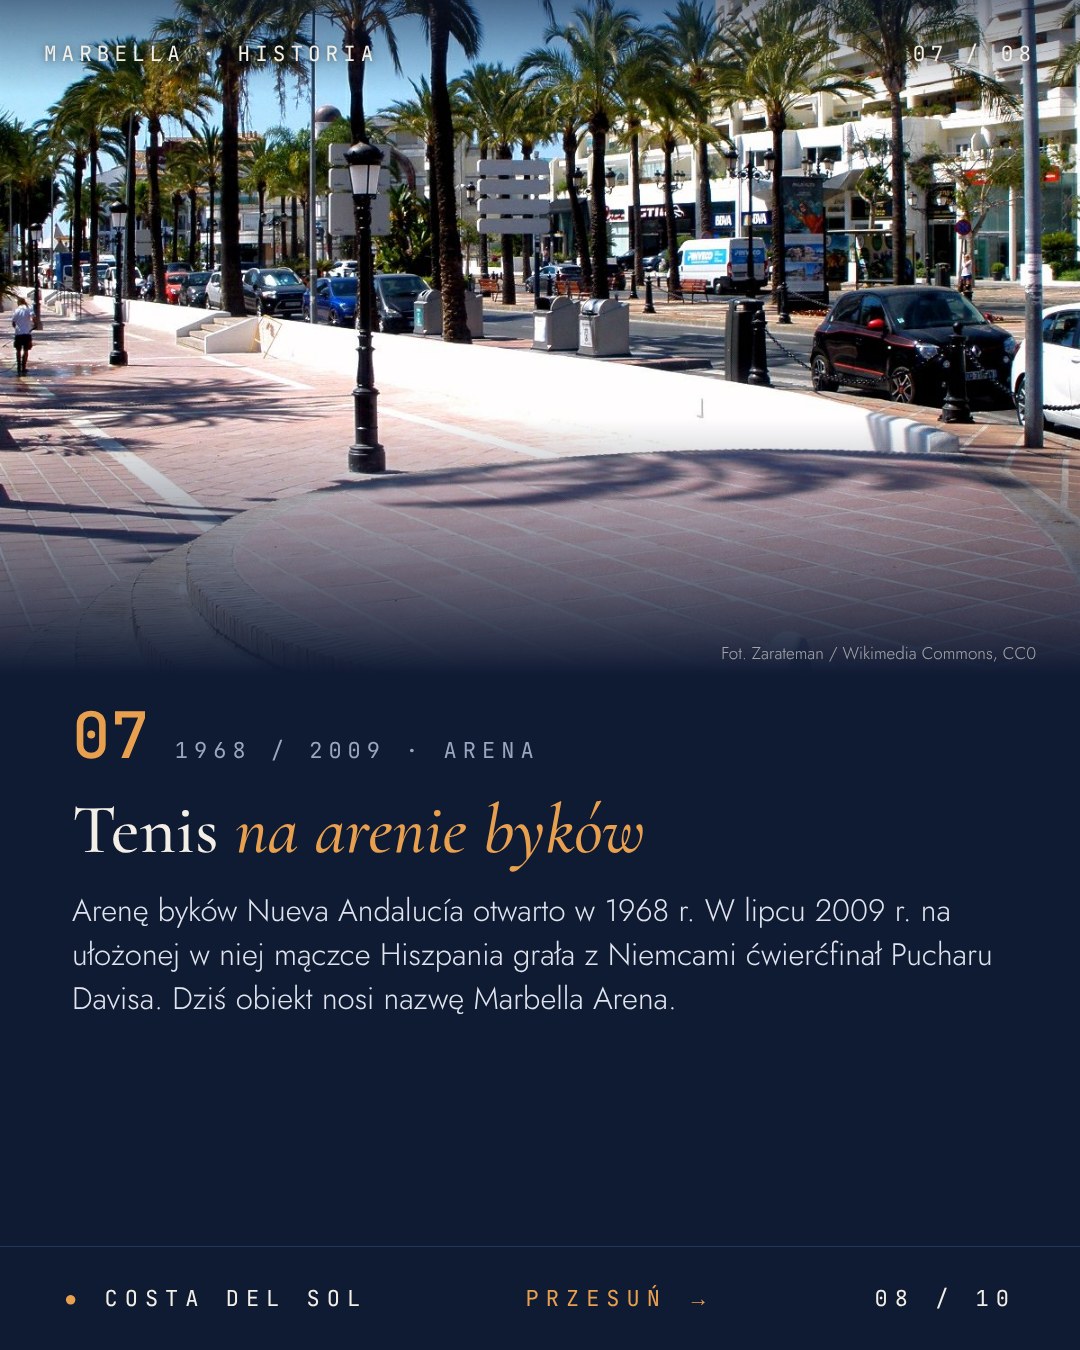 MARBELLA · HISTORIA
07 / 08
BBVA
BBVA
Fot. Zarateman / Wikimedia Commons, CC0
07 1968 / 2009 · ARENA
Tenis na arenie byków
Arenę byków Nueva Andalucía otwarto w 1968 r. W lipcu 2009 r. na
ułożonej w niej mączce Hiszpania grała z Niemcami ćwierćfinał Pucharu
Davisa. Dziś obiekt nosi nazwę Marbella Arena.
• COSTA DEL SOL
PRZESUŃ →
08 / 10